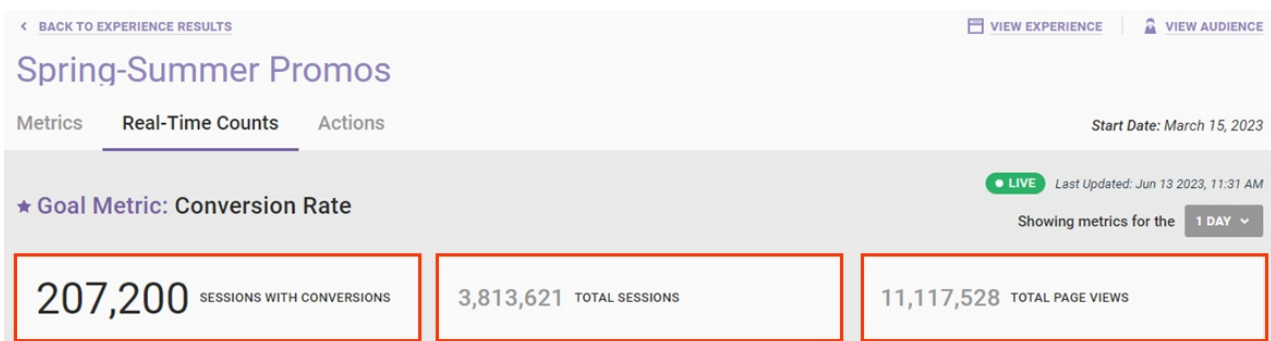 BACK TO EXPERIENCE RESULTS
VIEW EXPERIENCE
VIEW AUDIENCE
Spring-Summer Promos
Metrics Real-Time Counts Actions
Start Date: March 15, 2023
LIVE Last Updated: Jun 13 2023, 11:31 AM
Goal Metric: Conversion Rate
Showing metrics for the 1 DAY
207,200 SESSIONS WITH CONVERSIONS
3,813,621 TOTAL SESSIONS
11,117,528 TOTAL PAGE VIEWS